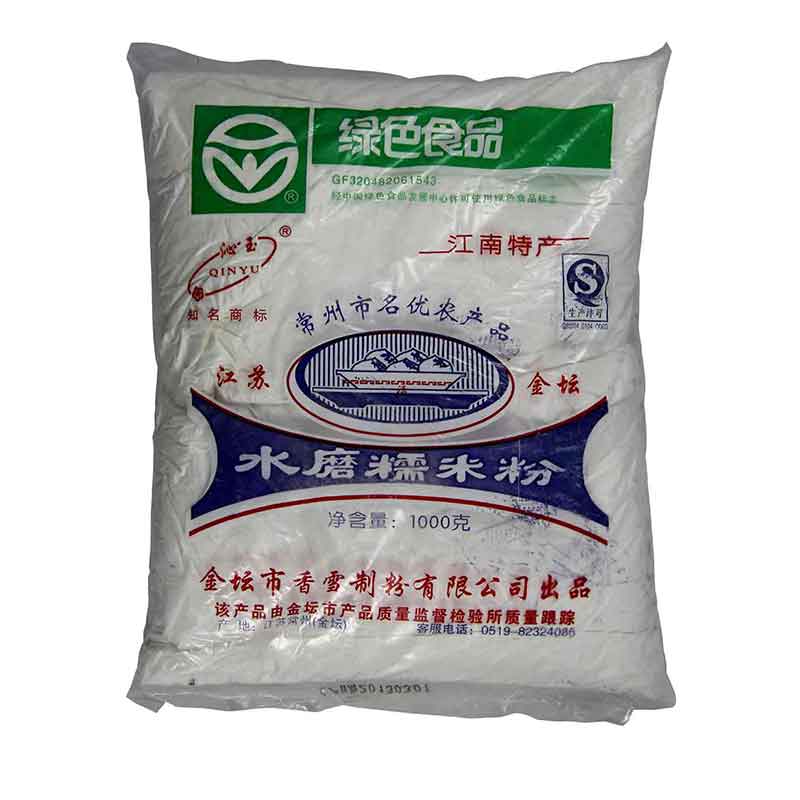 绿色食品
GF320482061543
经中国绿色食品发展中心许可使用绿色食品标志
沁玉®
QINYU
知名商标
江南特产
生产许可
常州市名优农产品
江苏 金坛
水磨糯米粉
净含量：1000克
金坛市香雪制粉有限公司出品
该产品由金坛市产品质量监督检验所质量跟踪
产地：江苏常州(金坛) 客服电话：0519-82324086